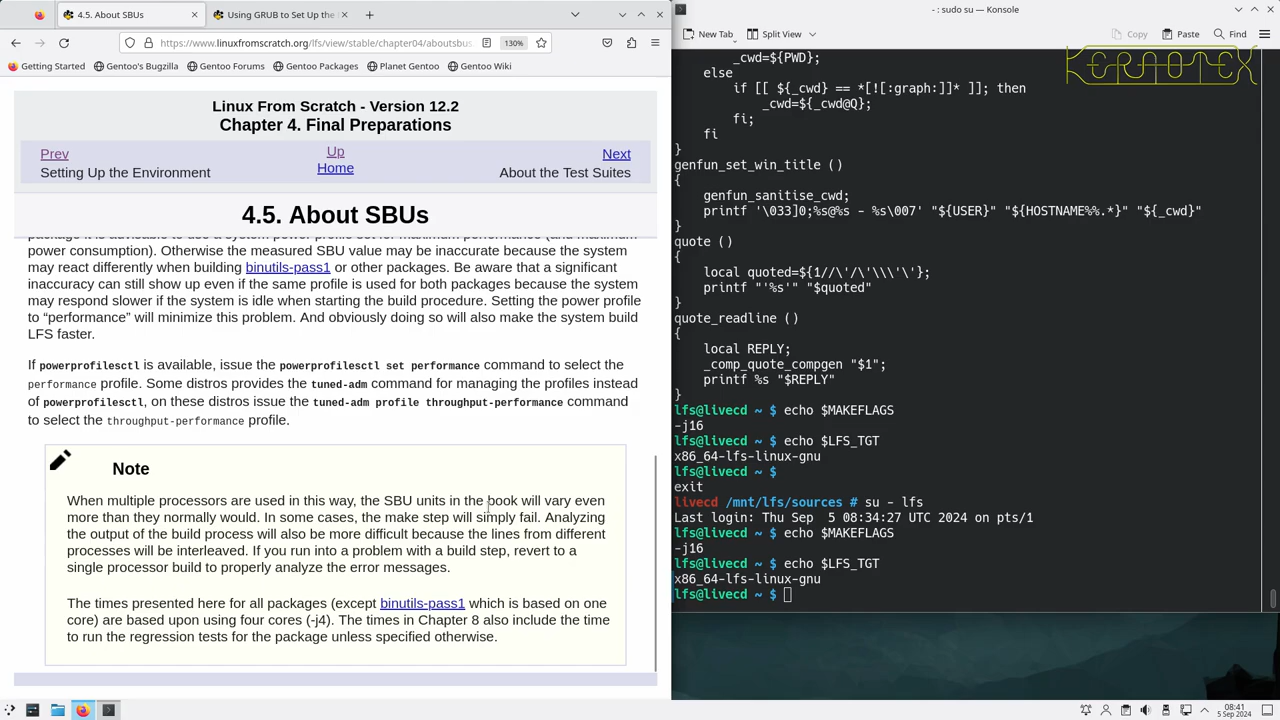 4.5. About SBUs
Using GRUB to Set Up the
https://www.linuxfromscratch.org/lfs/view/stable/chapter04/aboutsbus
130%
Getting Started
Gentoo's Bugzilla
Gentoo Forums
Gentoo Packages
Planet Gentoo
Gentoo Wiki
Linux From Scratch - Version 12.2
Chapter 4. Final Preparations
Prev
Up
Next
Setting Up the Environment
Home
About the Test Suites
4.5. About SBUs
power consumption). Otherwise the measured SBU value may be inaccurate because the system
may react differently when building binutils-pass1 or other packages. Be aware that a significant
inaccuracy can still show up even if the same profile is used for both packages because the system
may respond slower if the system is idle when starting the build procedure. Setting the power profile
to “performance” will minimize this problem. And obviously doing so will also make the system build
LFS faster.
If powerprofilesctl is available, issue the powerprofilesctl set performance command to select the
performance profile. Some distros provides the tuned-adm command for managing the profiles instead
of powerprofilesctl, on these distros issue the tuned-adm profile throughput-performance command
to select the throughput-performance profile.
Note
When multiple processors are used in this way, the SBU units in the book will vary even
more than they normally would. In some cases, the make step will simply fail. Analyzing
the output of the build process will also be more difficult because the lines from different
processes will be interleaved. If you run into a problem with a build step, revert to a
single processor build to properly analyze the error messages.
The times presented here for all packages (except binutils-pass1 which is based on one
core) are based upon using four cores (-j4). The times in Chapter 8 also include the time
to run the regression tests for the package unless specified otherwise.
- : sudo su — Konsole
New Tab
Split View
Copy
Paste
Find
KERNOTEX
_cwd=${PWD};
else
if [[ ${_cwd} == *[![:graph:]]* ]]; then
_cwd=${_cwd@Q};
fi;
fi
}
genfun_set_win_title ()
{
genfun_sanitise_cwd;
printf '\033]0;%s@%s - %s\007' "${USER}" "${HOSTNAME%%.*}" "${_cwd}"
}
quote ()
{
local quoted=${1//\'/\'\\\'\'};
printf "'%s'" "$quoted"
}
quote_readline ()
{
local REPLY;
_comp_quote_compgen "$1";
printf %s "$REPLY"
}
lfs@livecd ~ $ echo $MAKEFLAGS
-j16
lfs@livecd ~ $ echo $LFS_TGT
x86_64-lfs-linux-gnu
lfs@livecd ~ $
exit
livecd /mnt/lfs/sources # su - lfs
Last login: Thu Sep  5 08:34:27 UTC 2024 on pts/1
lfs@livecd ~ $ echo $MAKEFLAGS
-j16
lfs@livecd ~ $ echo $LFS_TGT
x86_64-lfs-linux-gnu
lfs@livecd ~ $
08:41
5 Sep 2024